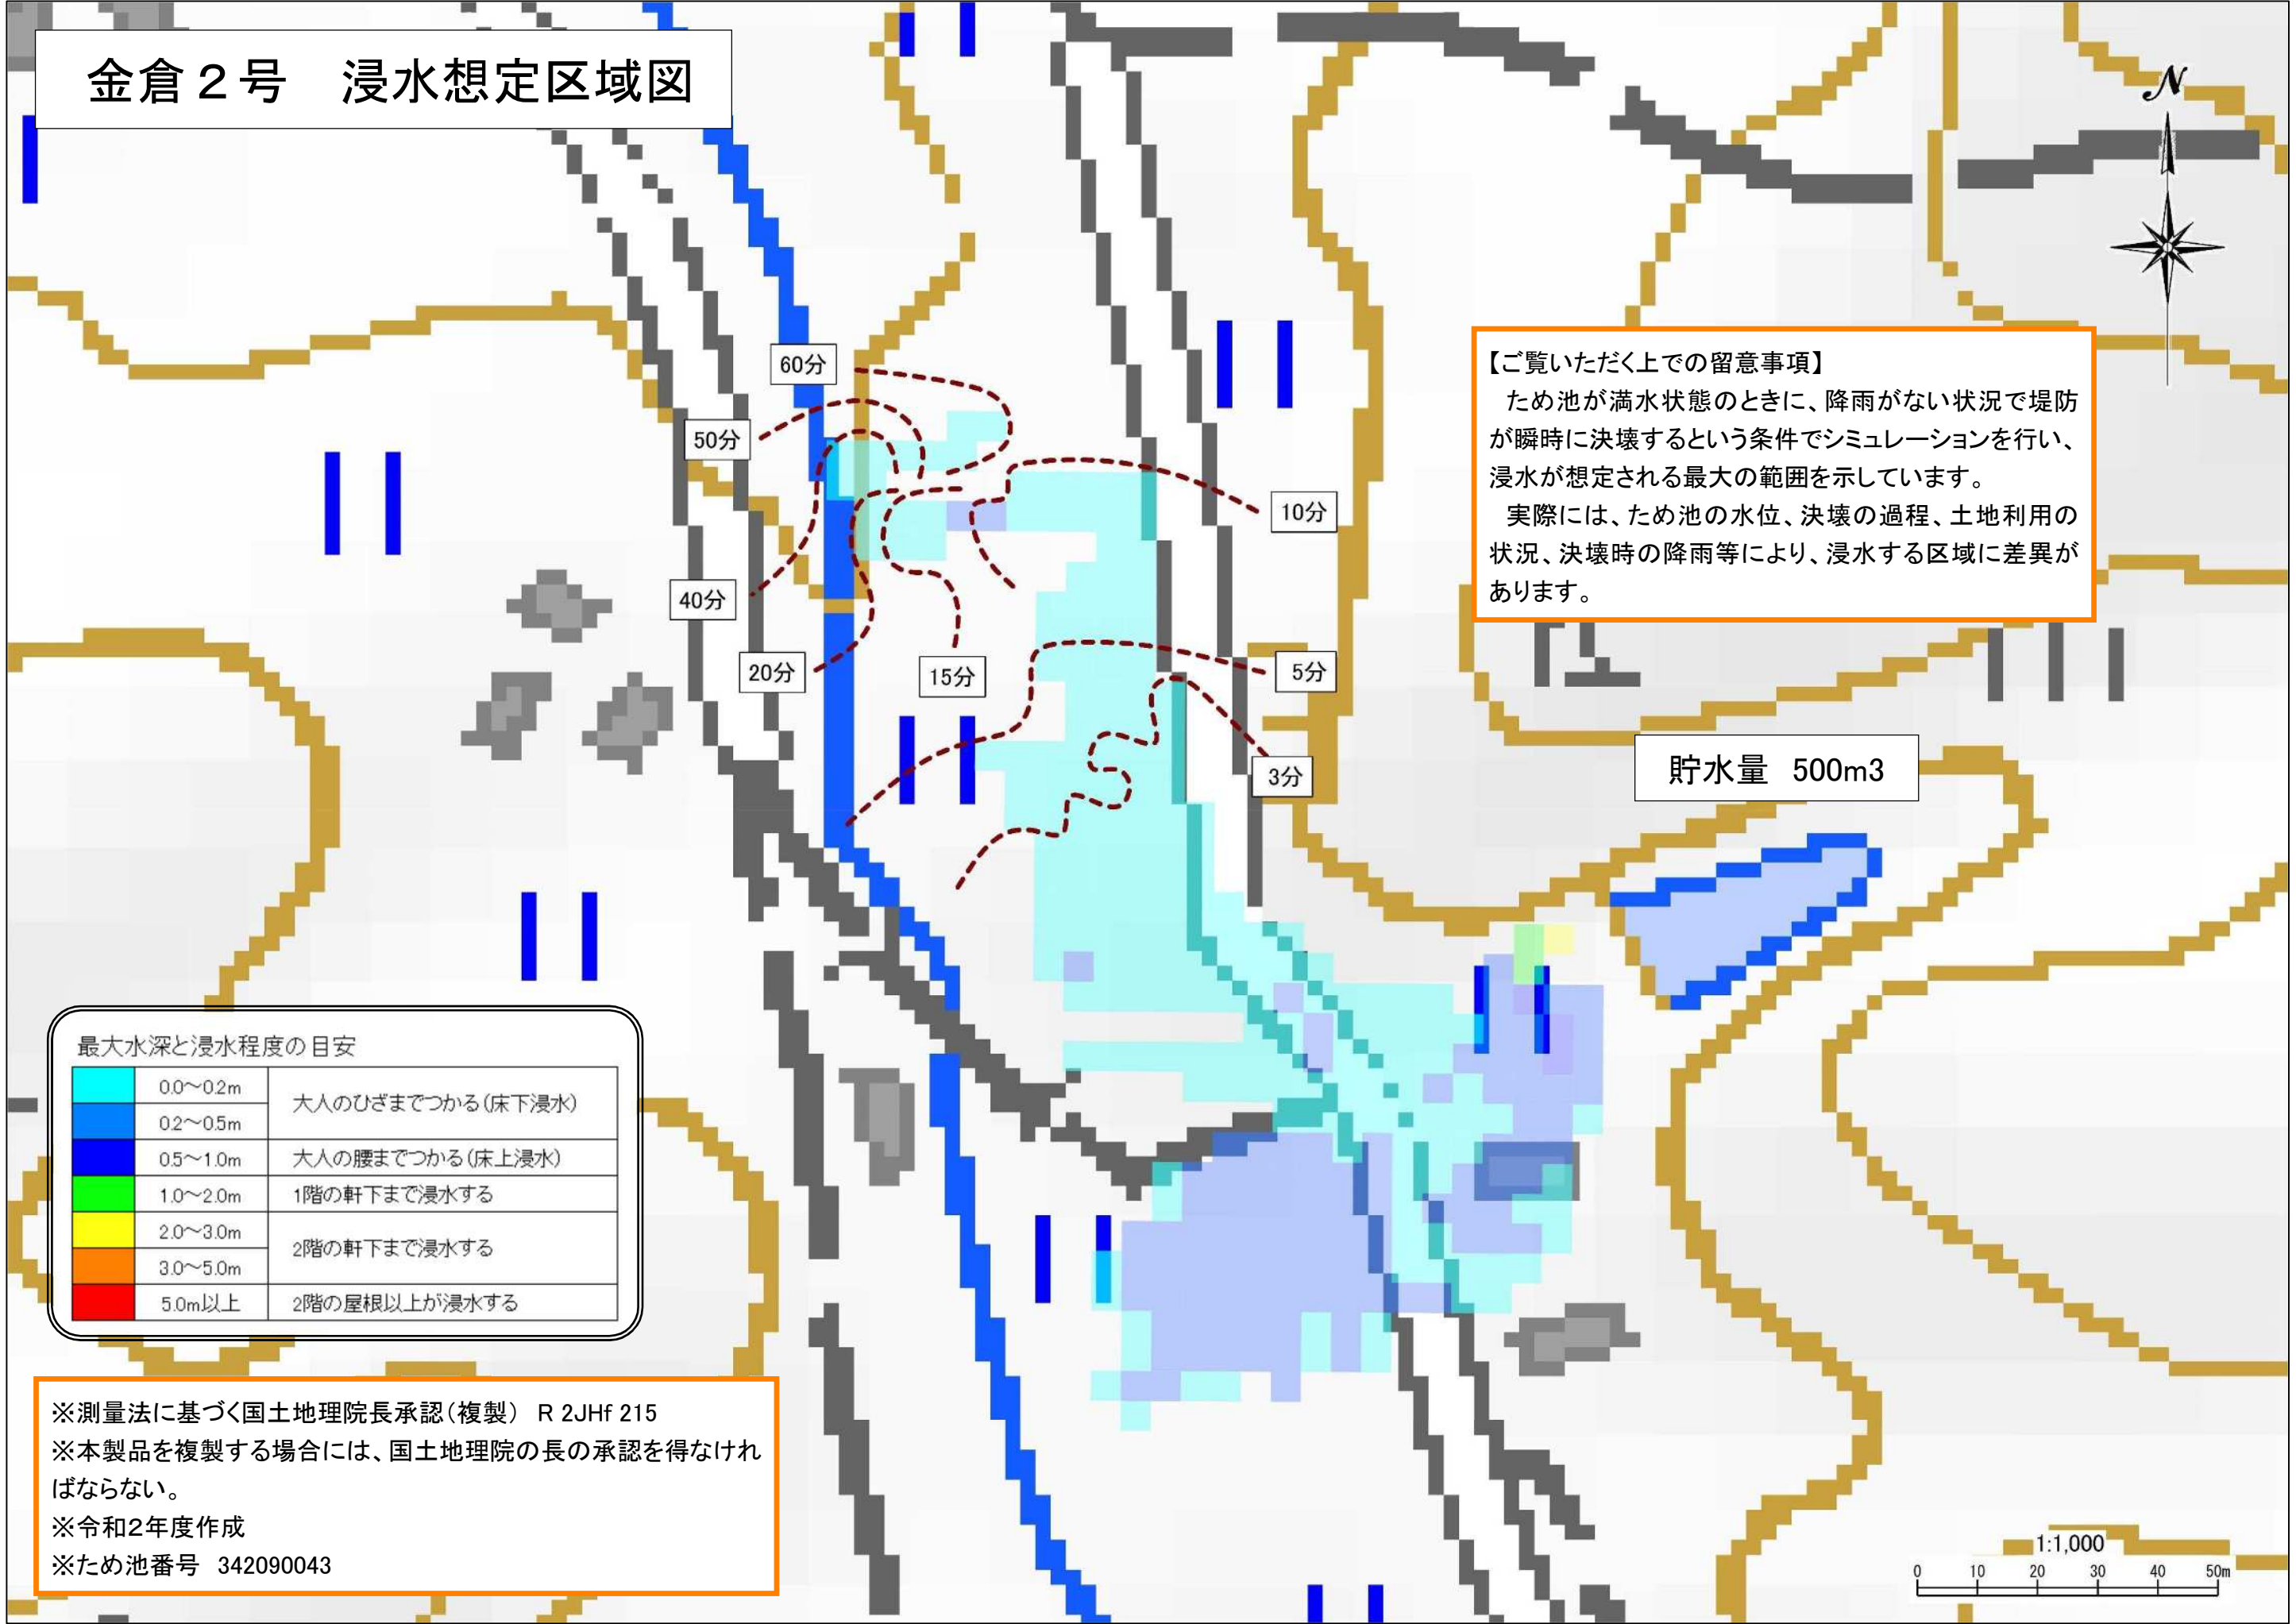 金倉２号　浸水想定区域図
N
60分
50分
10分
40分
20分
15分
5分
3分
【ご覧いただく上での留意事項】
　ため池が満水状態のときに、降雨がない状況で堤防
が瞬時に決壊するという条件でシミュレーションを行い、
浸水が想定される最大の範囲を示しています。
　実際には、ため池の水位、決壊の過程、土地利用の
状況、決壊時の降雨等により、浸水する区域に差異が
あります。
貯水量　500m3
最大水深と浸水程度の目安
0.0～0.2m
大人のひざまでつかる(床下浸水)
0.2～0.5m
0.5～1.0m 大人の腰までつかる(床上浸水)
1.0～2.0m 1階の軒下まで浸水する
2.0～3.0m
2階の軒下まで浸水する
3.0～5.0m
5.0m以上 2階の屋根以上が浸水する
※測量法に基づく国土地理院長承認（複製）　R 2JHf 215
※本製品を複製する場合には、国土地理院の長の承認を得なけれ
ばならない。
※令和2年度作成
※ため池番号　342090043
1:1,000
0 10 20 30 40 50m